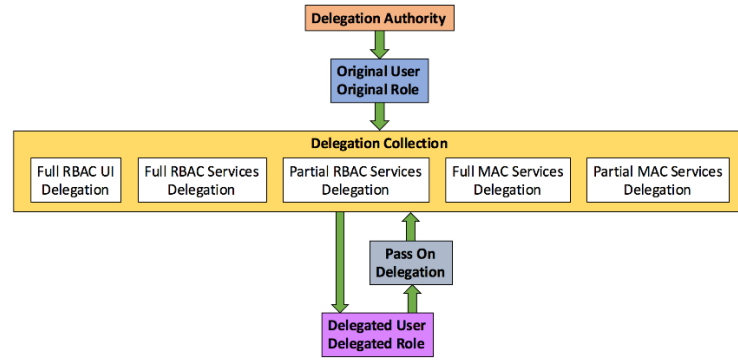 Delegation Authority
Original User
Original Role
Delegation Collection
Full RBAC UI
Delegation
Full RBAC Services
Delegation
Partial RBAC Services
Delegation
Full MAC Services
Delegation
Partial MAC Services
Delegation
Pass On
Delegation
Delegated User
Delegated Role